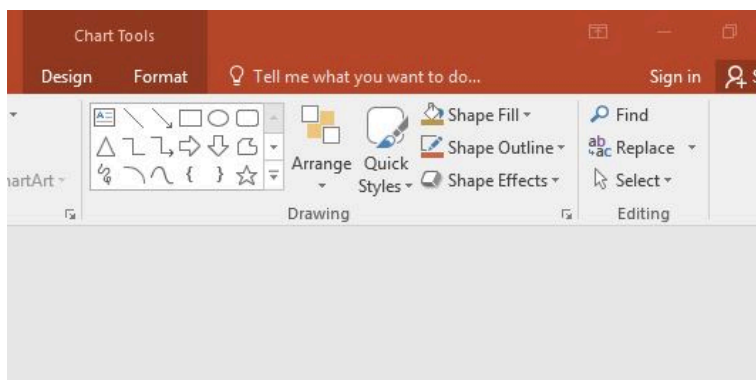 Chart Tools
Design Format Tell me what you want to do... Sign in
Shape Fill
Shape Outline
Shape Effects
Arrange
Quick
Styles
Find
Replace
Select
hartArt
Drawing
Editing